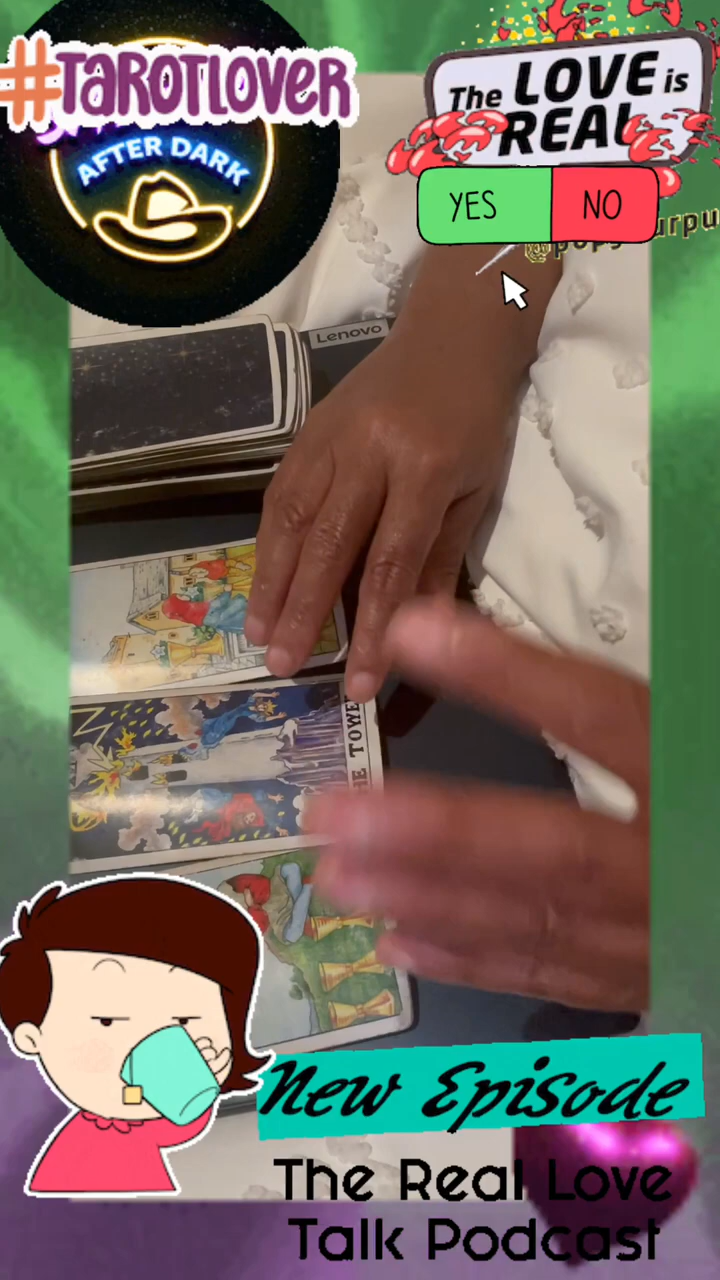 #TAROTLOVER
AFTER DARK
The LOVE is
REAL
YES
NO
Lenovo
THE TOWER
New Episode
The Real Love
Talk Podcast